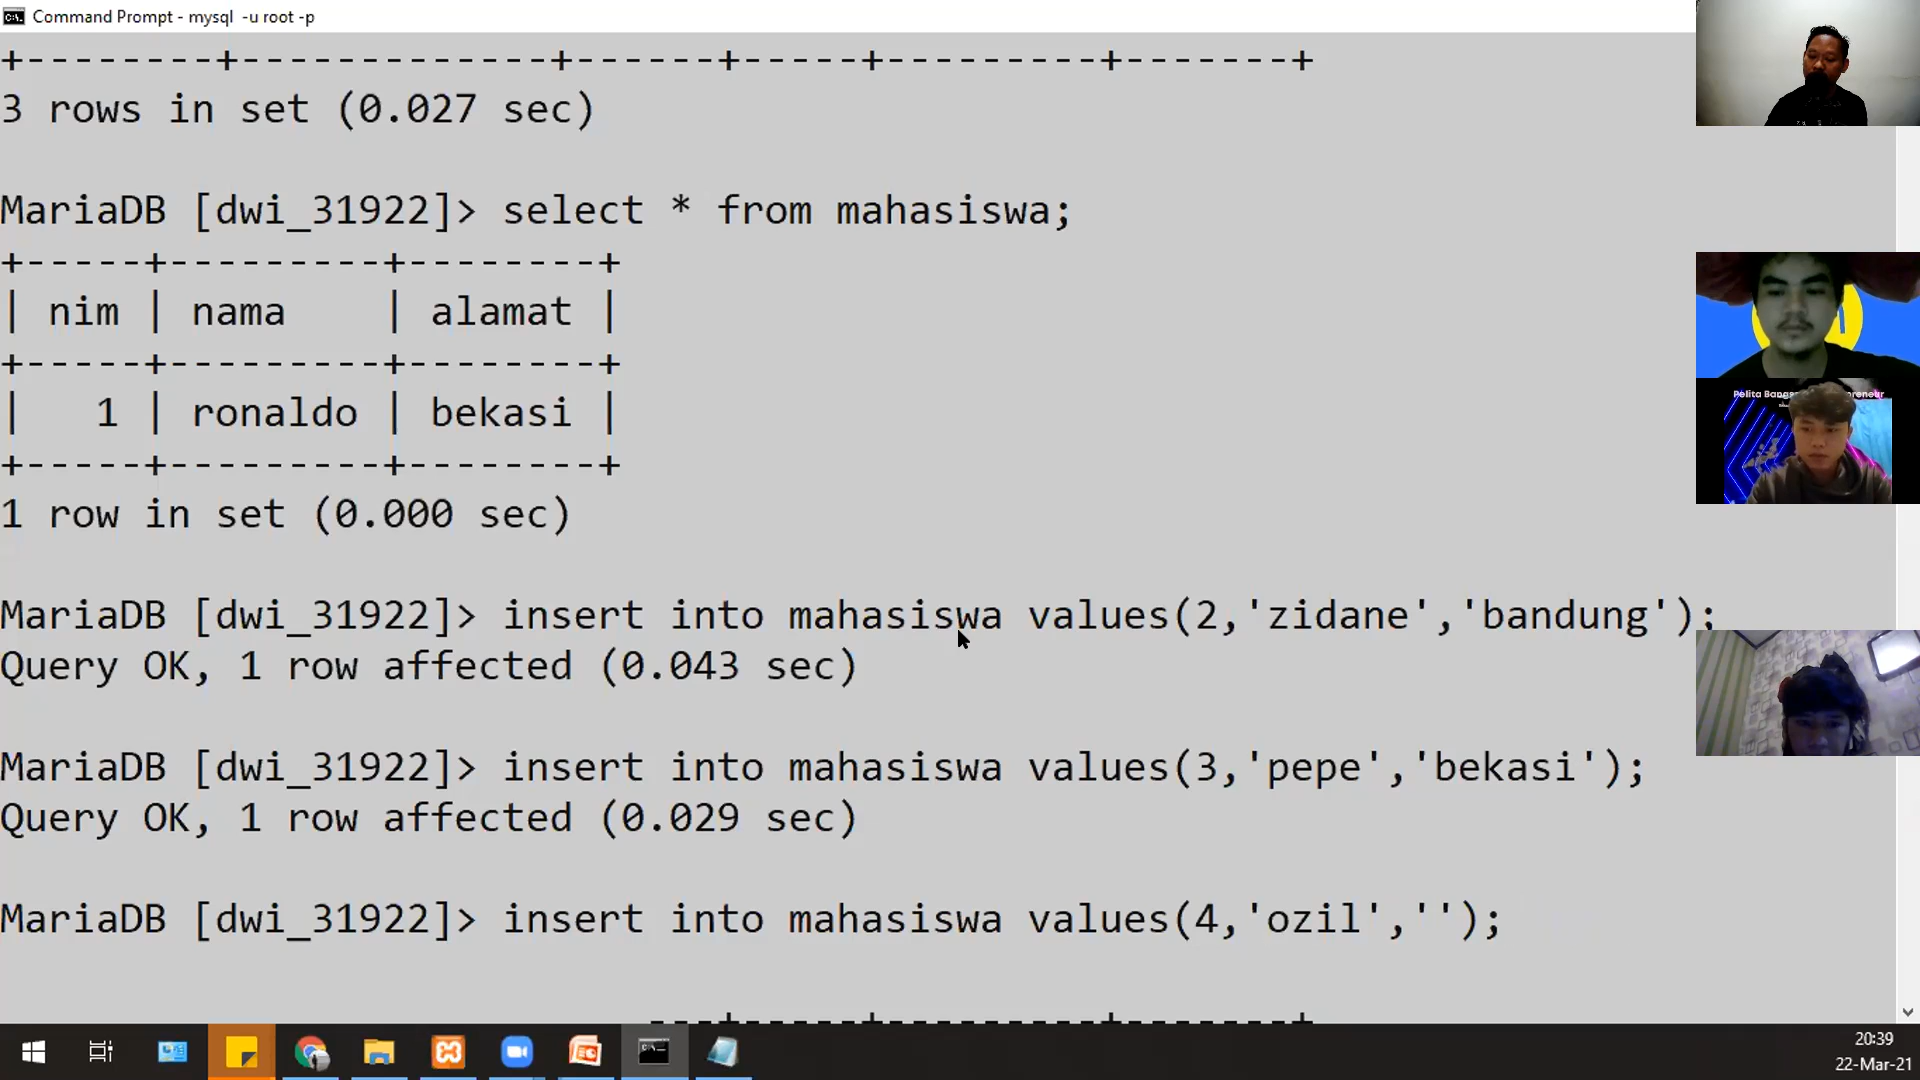 Command Prompt - mysql  -u root -p
+--------+-------------+------+-----+---------+-------+
3 rows in set (0.027 sec)
MariaDB [dwi_31922]> select * from mahasiswa;
+-----+---------+--------+
| nim | nama    | alamat |
+-----+---------+--------+
|   1 | ronaldo | bekasi |
+-----+---------+--------+
1 row in set (0.000 sec)
MariaDB [dwi_31922]> insert into mahasiswa values(2,'zidane','bandung');
Query OK, 1 row affected (0.043 sec)
MariaDB [dwi_31922]> insert into mahasiswa values(3,'pepe','bekasi');
Query OK, 1 row affected (0.029 sec)
MariaDB [dwi_31922]> insert into mahasiswa values(4,'ozil','');
Pelita Bangs
20:39
22-Mar-21